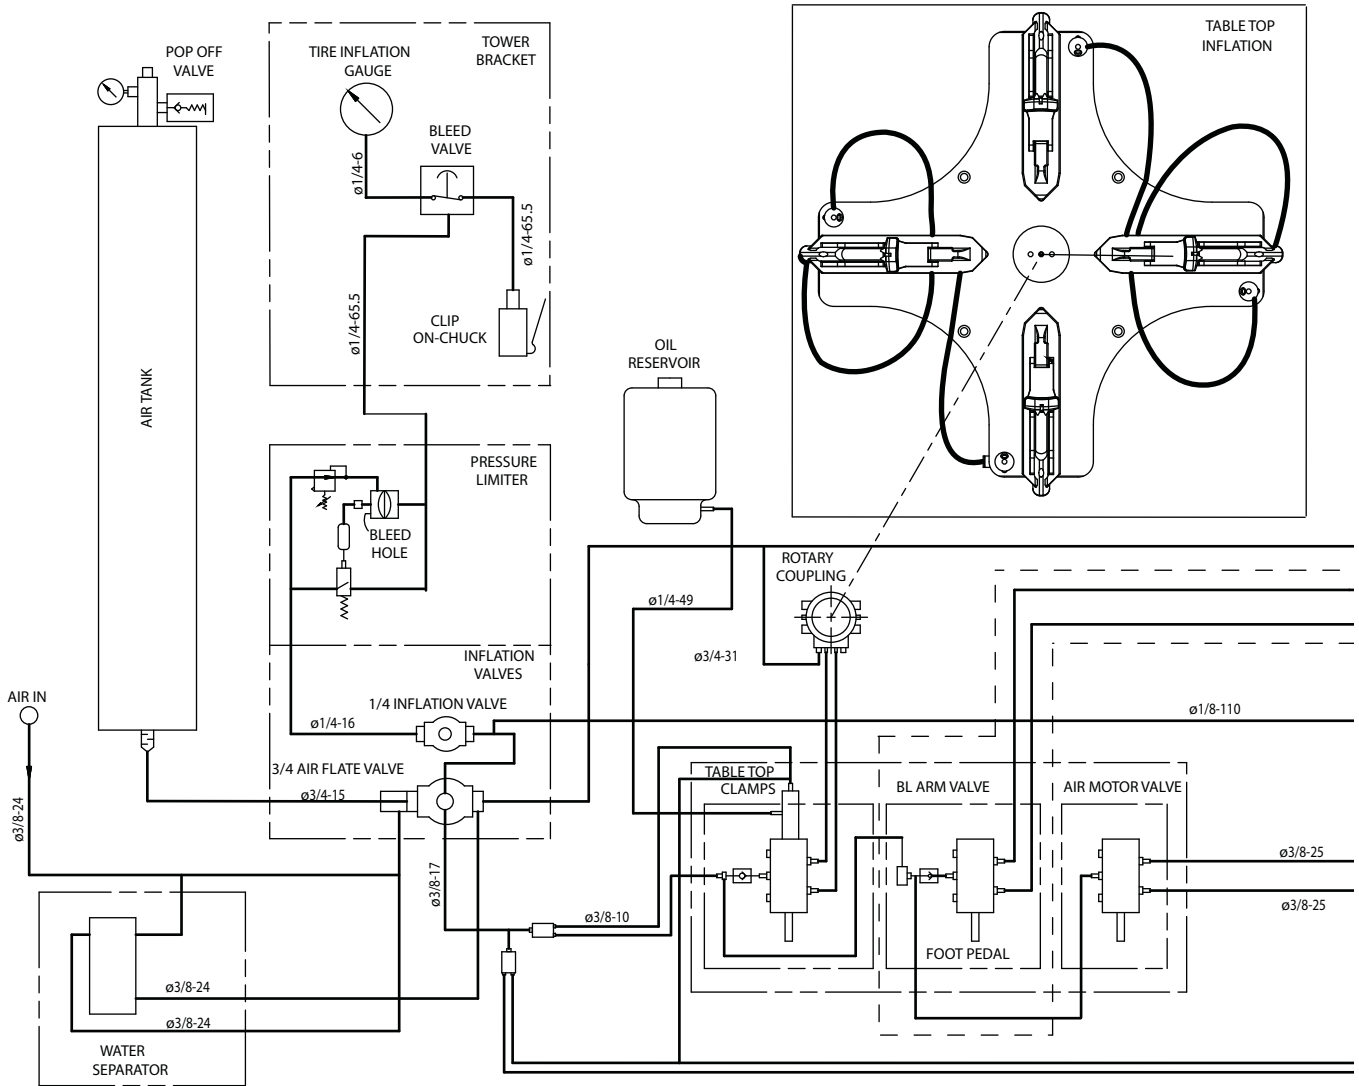 POP OFF
VALVE
AIR TANK
TOWER
BRACKET
TIRE INFLATION
GAUGE
BLEED
VALVE
ø1/4-6
ø1/4-65.5
ø1/4-65.5
CLIP
ON-CHUCK
TABLE TOP
INFLATION
OIL
RESERVOIR
PRESSURE
LIMITER
BLEED
HOLE
ROTARY
COUPLING
ø1/4-49
ø3/4-31
INFLATION
VALVES
AIR IN
1/4 INFLATION VALVE
ø1/4-16
ø1/8-110
3/4 AIR FLATE VALVE
ø3/4-15
TABLE TOP
CLAMPS
BL ARM VALVE
AIR MOTOR VALVE
ø3/8-24
ø3/8-17
ø3/8-25
ø3/8-25
ø3/8-10
FOOT PEDAL
ø3/8-24
ø3/8-24
WATER
SEPARATOR